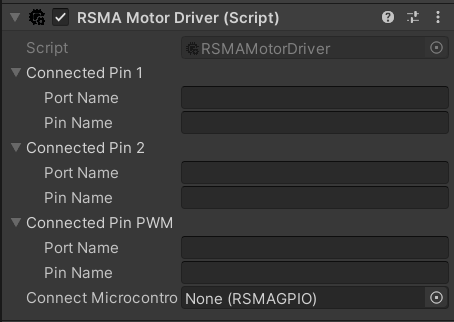 RSMA Motor Driver (Script)
Script RSMAMotorDriver
Connected Pin 1
Port Name
Pin Name
Connected Pin 2
Port Name
Pin Name
Connected Pin PWM
Port Name
Pin Name
Connect Microcontro None (RSMAGPIO)